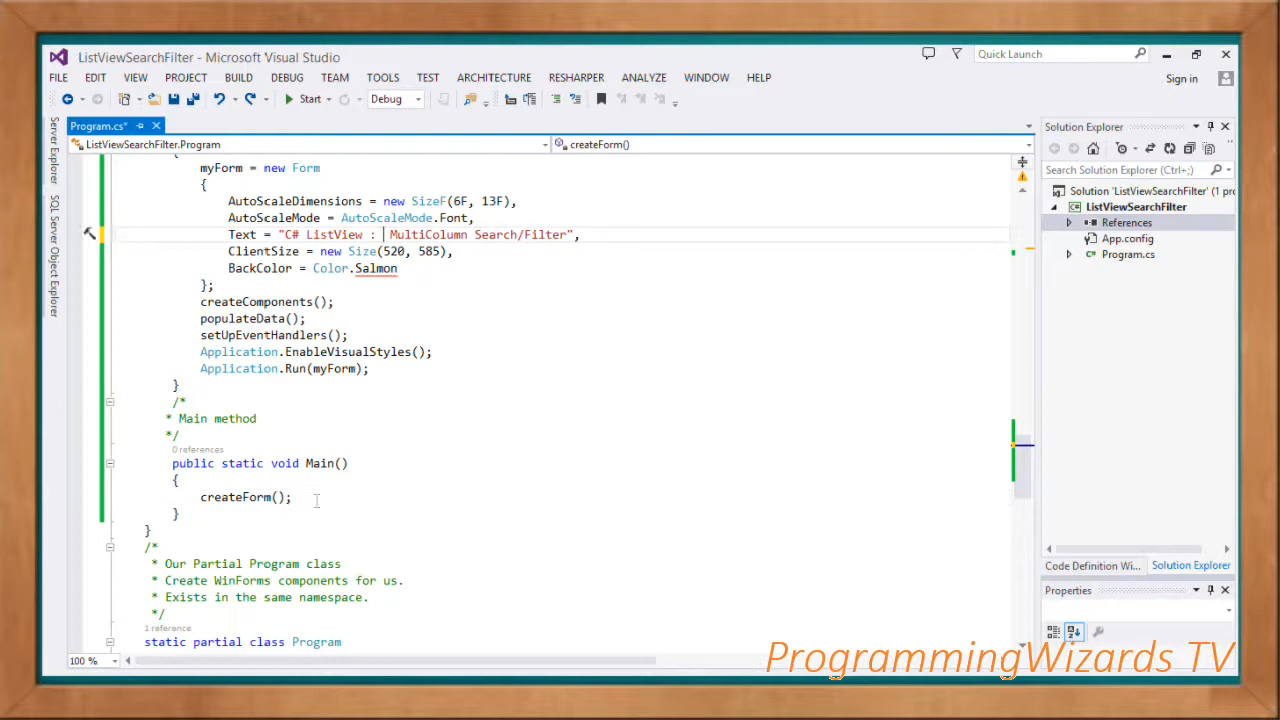 ListViewSearchFilter - Microsoft Visual Studio
Quick Launch
FILE EDIT VIEW PROJECT BUILD DEBUG TEAM TOOLS TEST ARCHITECTURE RESHARPER ANALYZE WINDOW HELP
Sign in
Start
Debug
Server Explorer
SQL Server Object Explorer
Program.cs*
ListViewSearchFilter.Program
createForm()
{
myForm = new Form
{
AutoScaleDimensions = new SizeF(6F, 13F),
AutoScaleMode = AutoScaleMode.Font,
Text = "C# ListView : MultiColumn Search/Filter",
ClientSize = new Size(520, 585),
BackColor = Color.Salmon
};
createComponents();
populateData();
setUpEventHandlers();
Application.EnableVisualStyles();
Application.Run(myForm);
}
/*
* Main method
*/
0 references
public static void Main()
{
createForm();
}
}
/*
* Our Partial Program class
* Create WinForms components for us.
* Exists in the same namespace.
*/
1 reference
static partial class Program
100 %
Solution Explorer
Search Solution Explorer (Ctrl+;)
Solution 'ListViewSearchFilter' (1 pro
C# ListViewSearchFilter
References
App.config
C# Program.cs
Code Definition Wi...
Solution Explorer
Properties
ProgrammingWizards TV